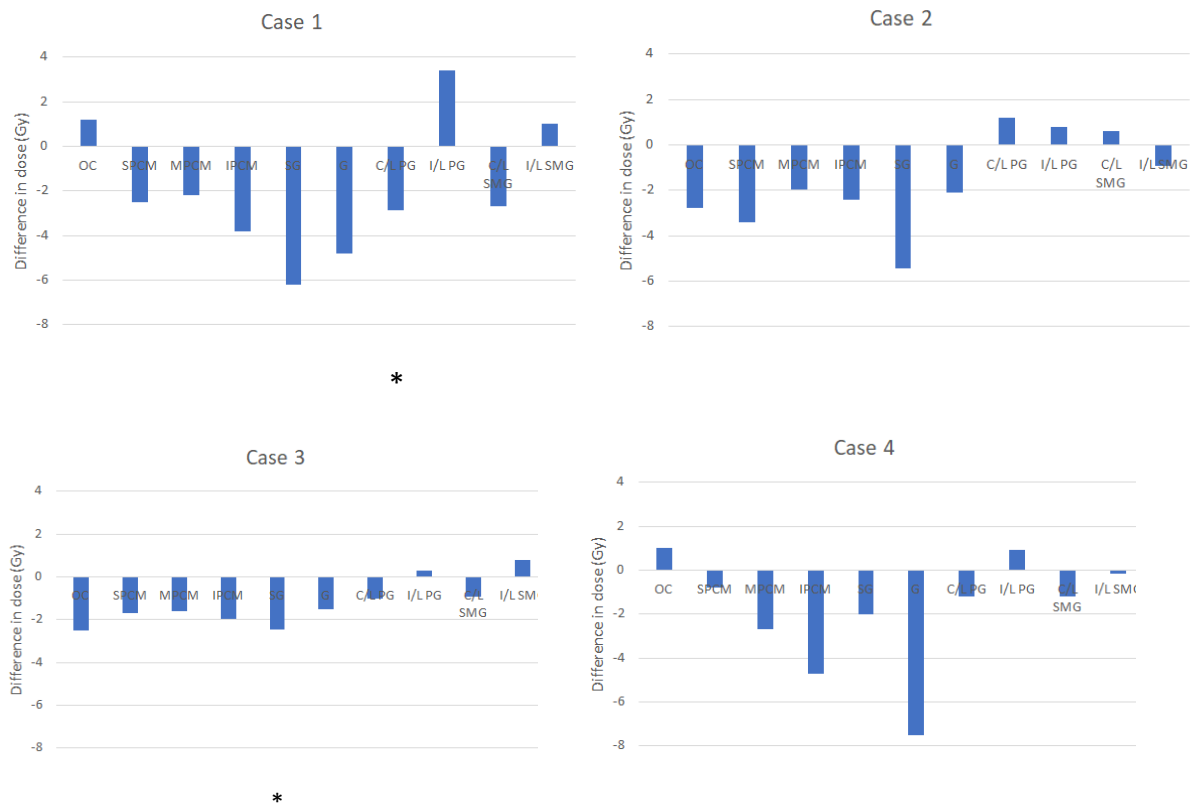 Case 1
Difference in dose (Gy)
4
2
0
-2
-4
-6
-8
OC SPCM MPCM IPCM SG G C/L PG I/L PG C/L SMG I/L SMG
*
Case 2
Difference in dose (Gy)
4
2
0
-2
-4
-6
-8
OC SPCM MPCM IPCM SG G C/L PG I/L PG C/L SMG I/L SMG
Case 3
Difference in dose (Gy)
4
2
0
-2
-4
-6
-8
OC SPCM MPCM IPCM SG G C/L PG I/L PG C/L SMG I/L SMG
*
Case 4
Difference in dose (Gy)
4
2
0
-2
-4
-6
-8
OC SPCM MPCM IPCM SG G C/L PG I/L PG C/L SMG I/L SMG